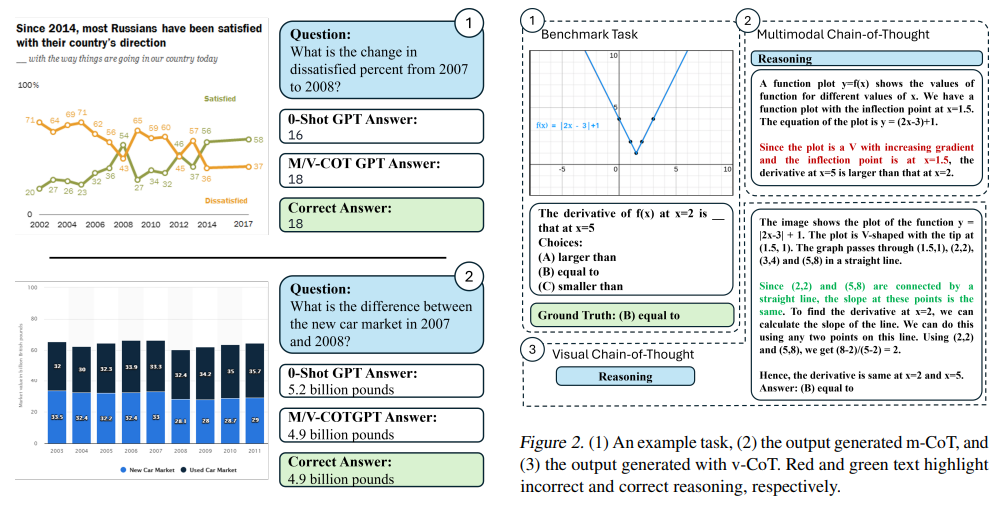 Since 2014, most Russians have been satisfied
with their country's direction
__ with the way things are going in our country today
100%
Satisfied
71 64 69 71 62 56 54 65 59 60 46 57 56 58
20 27 26 23 32 36 43 27 34 32 45 37 36 37
Dissatisfied
0
2002 2004 2006 2008 2010 2012 2014 2017
1
Question:
What is the change in
dissatisfied percent from 2007
to 2008?
0-Shot GPT Answer:
16
M/V-COT GPT Answer:
18
Correct Answer:
18
Market value in billion British pounds
100
80
60
40
20
0
32 30 32.3 33.9 33.3 32.4 34.2 35 35.7
33.5 32.4 32.2 32.4 33 28.1 28 28.7 29
2003 2004 2005 2006 2007 2008 2009 2010 2011
New Car Market Used Car Market
2
Question:
What is the difference between
the new car market in 2007
and 2008?
0-Shot GPT Answer:
5.2 billion pounds
M/V-COTGPT Answer:
4.9 billion pounds
Correct Answer:
4.9 billion pounds
1
Benchmark Task
10
5
f(x) = |2x - 3|+1
-5 0 5 10
The derivative of f(x) at x=2 is __
that at x=5
Choices:
(A) larger than
(B) equal to
(C) smaller than
Ground Truth: (B) equal to
3
Visual Chain-of-Thought
Reasoning
2
Multimodal Chain-of-Thought
Reasoning
A function plot y=f(x) shows the values of
function for different values of x. We have a
function plot with the inflection point at x=1.5.
The equation of the plot is y = (2x-3)+1.
Since the plot is a V with increasing gradient
and the inflection point is at x=1.5, the
derivative at x=5 is larger than that at x=2.
The image shows the plot of the function y =
|2x-3| + 1. The plot is V-shaped with the tip at
(1.5, 1). The graph passes through (1.5,1), (2,2),
(3,4) and (5,8) in a straight line.
Since (2,2) and (5,8) are connected by a
straight line, the slope at these points is the
same. To find the derivative at x=2, we can
calculate the slope of the line. We can do this
using any two points on this line. Using (2,2)
and (5,8), we get (8-2)/(5-2) = 2.
Hence, the derivative is same at x=2 and x=5.
Answer: (B) equal to
Figure 2. (1) An example task, (2) the output generated m-CoT, and
(3) the output generated with v-CoT. Red and green text highlight
incorrect and correct reasoning, respectively.